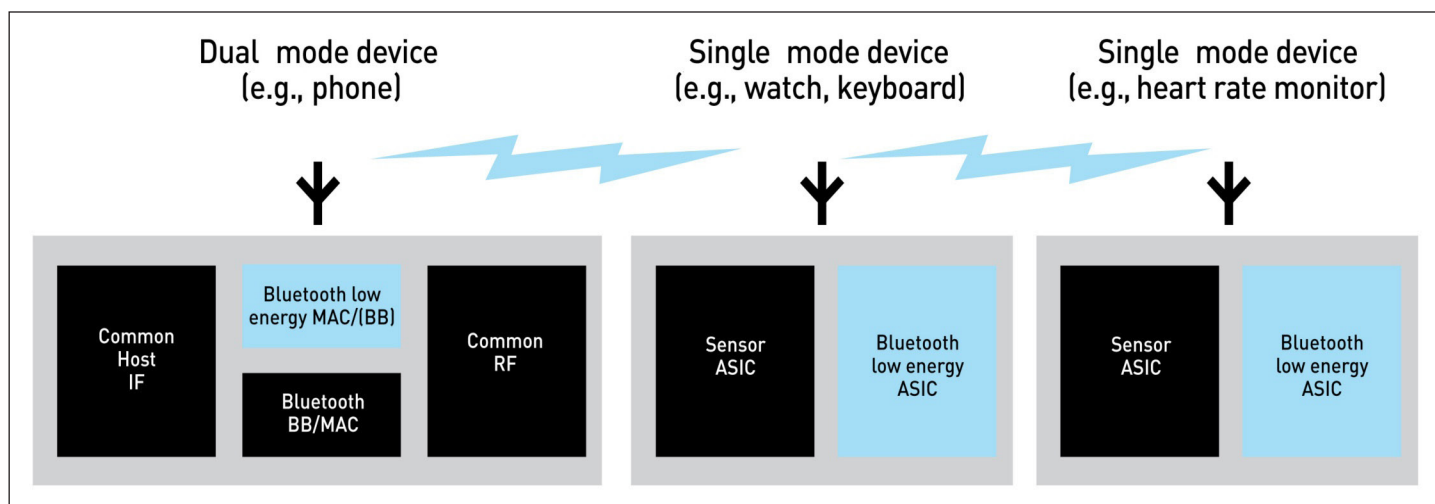 Dual mode device
(e.g., phone)
Single mode device
(e.g., watch, keyboard)
Single mode device
(e.g., heart rate monitor)
Common
Host
IF
Bluetooth low
energy MAC/(BB)
Bluetooth
BB/MAC
Common
RF
Sensor
ASIC
Bluetooth
low energy
ASIC
Sensor
ASIC
Bluetooth
low energy
ASIC